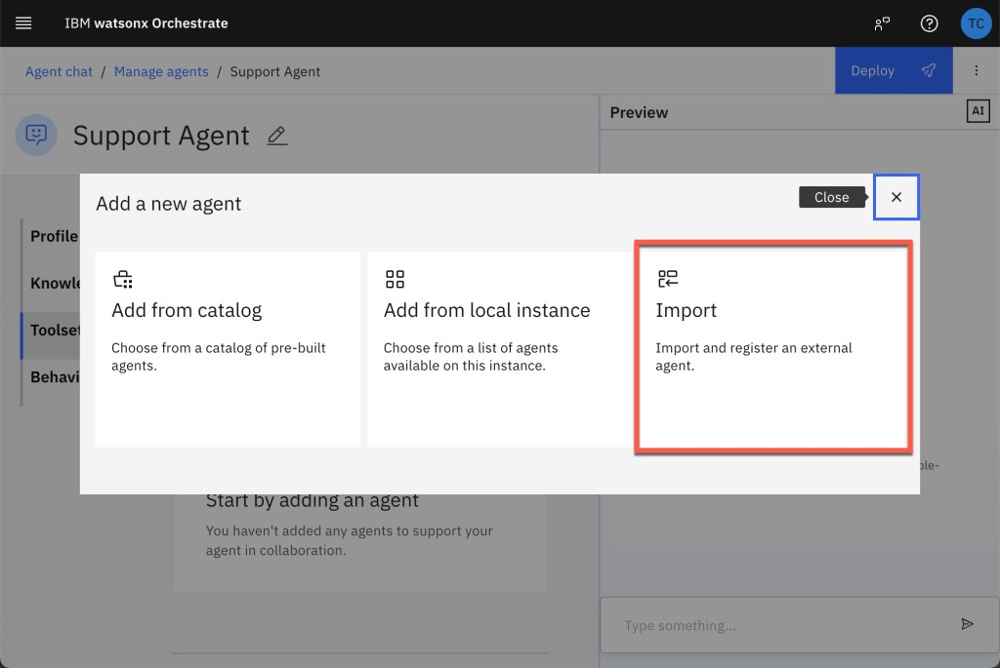 IBM watsonx Orchestrate
TC
Agent chat / Manage agents / Support Agent
Deploy
Support Agent
Preview
AI
Add a new agent
Close
Profile
Toolset
Add from catalog
Choose from a catalog of pre-built
agents.
Add from local instance
Choose from a list of agents
available on this instance.
Import
Import and register an external
agent.
Start by adding an agent
You haven't added any agents to support your
agent in collaboration.
Type something...